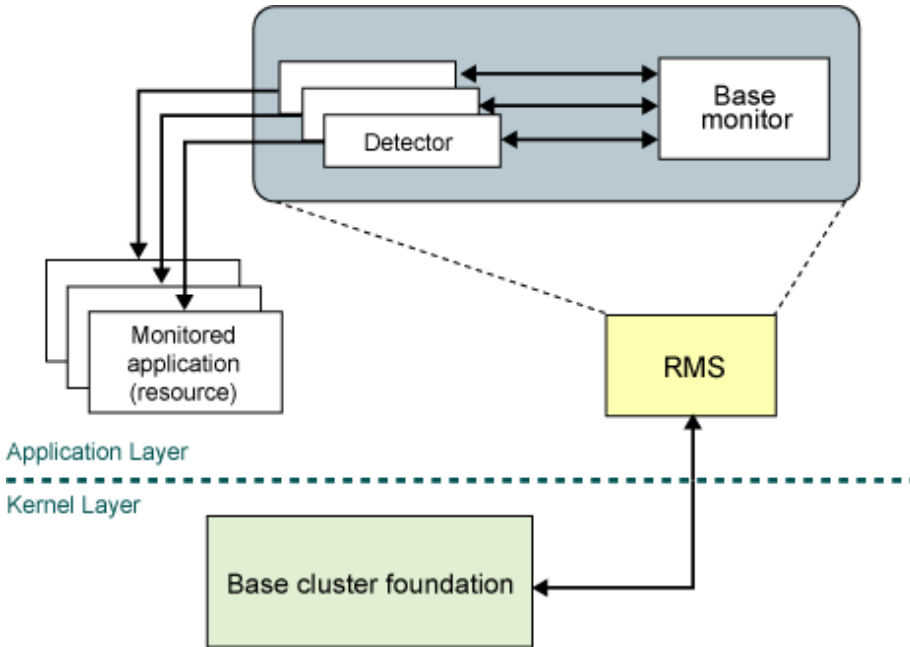 Base
monitor
Detector
Monitored
application
(resource)
RMS
Application Layer
Kernel Layer
Base cluster foundation